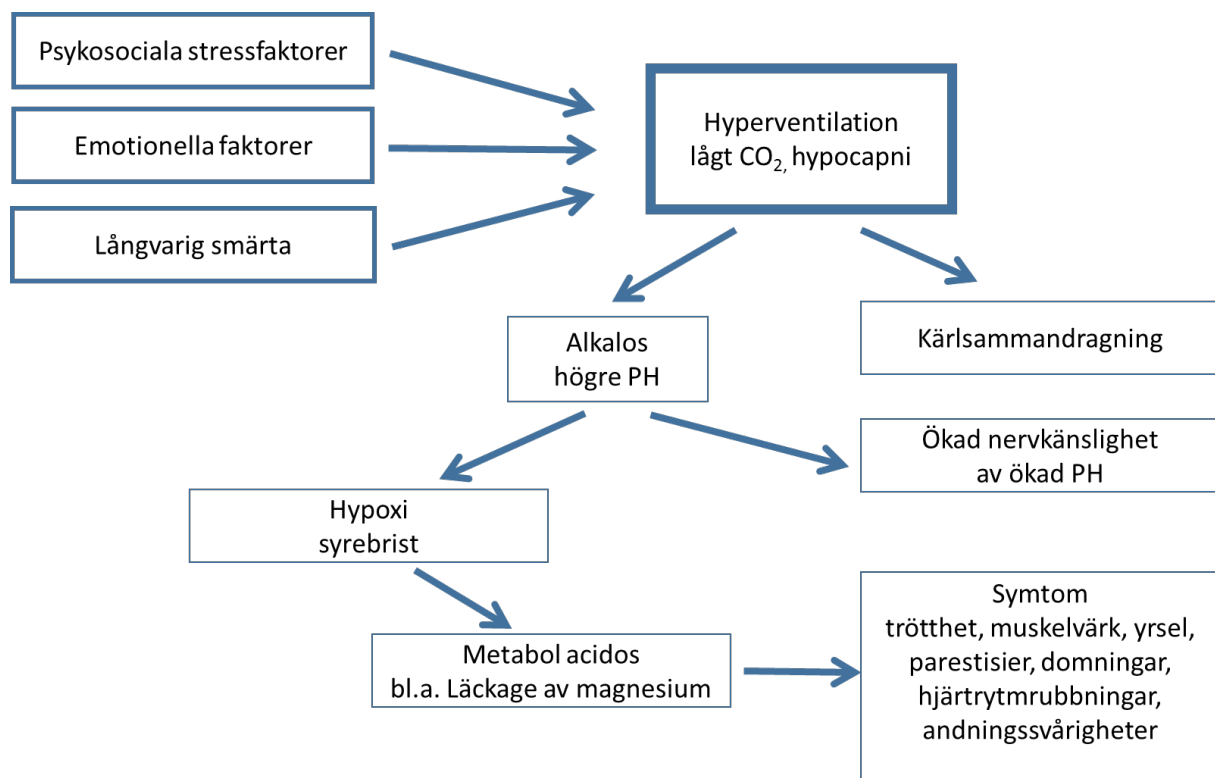 Psykosociala stressfaktorer
Emotionella faktorer
Långvarig smärta
Hyperventilation
lågt CO₂, hypocapni
Alkalos
högre PH
Kärlsammandragning
Ökad nervkänslighet
av ökad PH
Hypoxi
syrebrist
Metabol acidos
bl.a. Läckage av magnesium
Symtom
trötthet, muskelvärk, yrsel,
parestisier, domningar,
hjärtrytmrubbningar,
andningssvårigheter